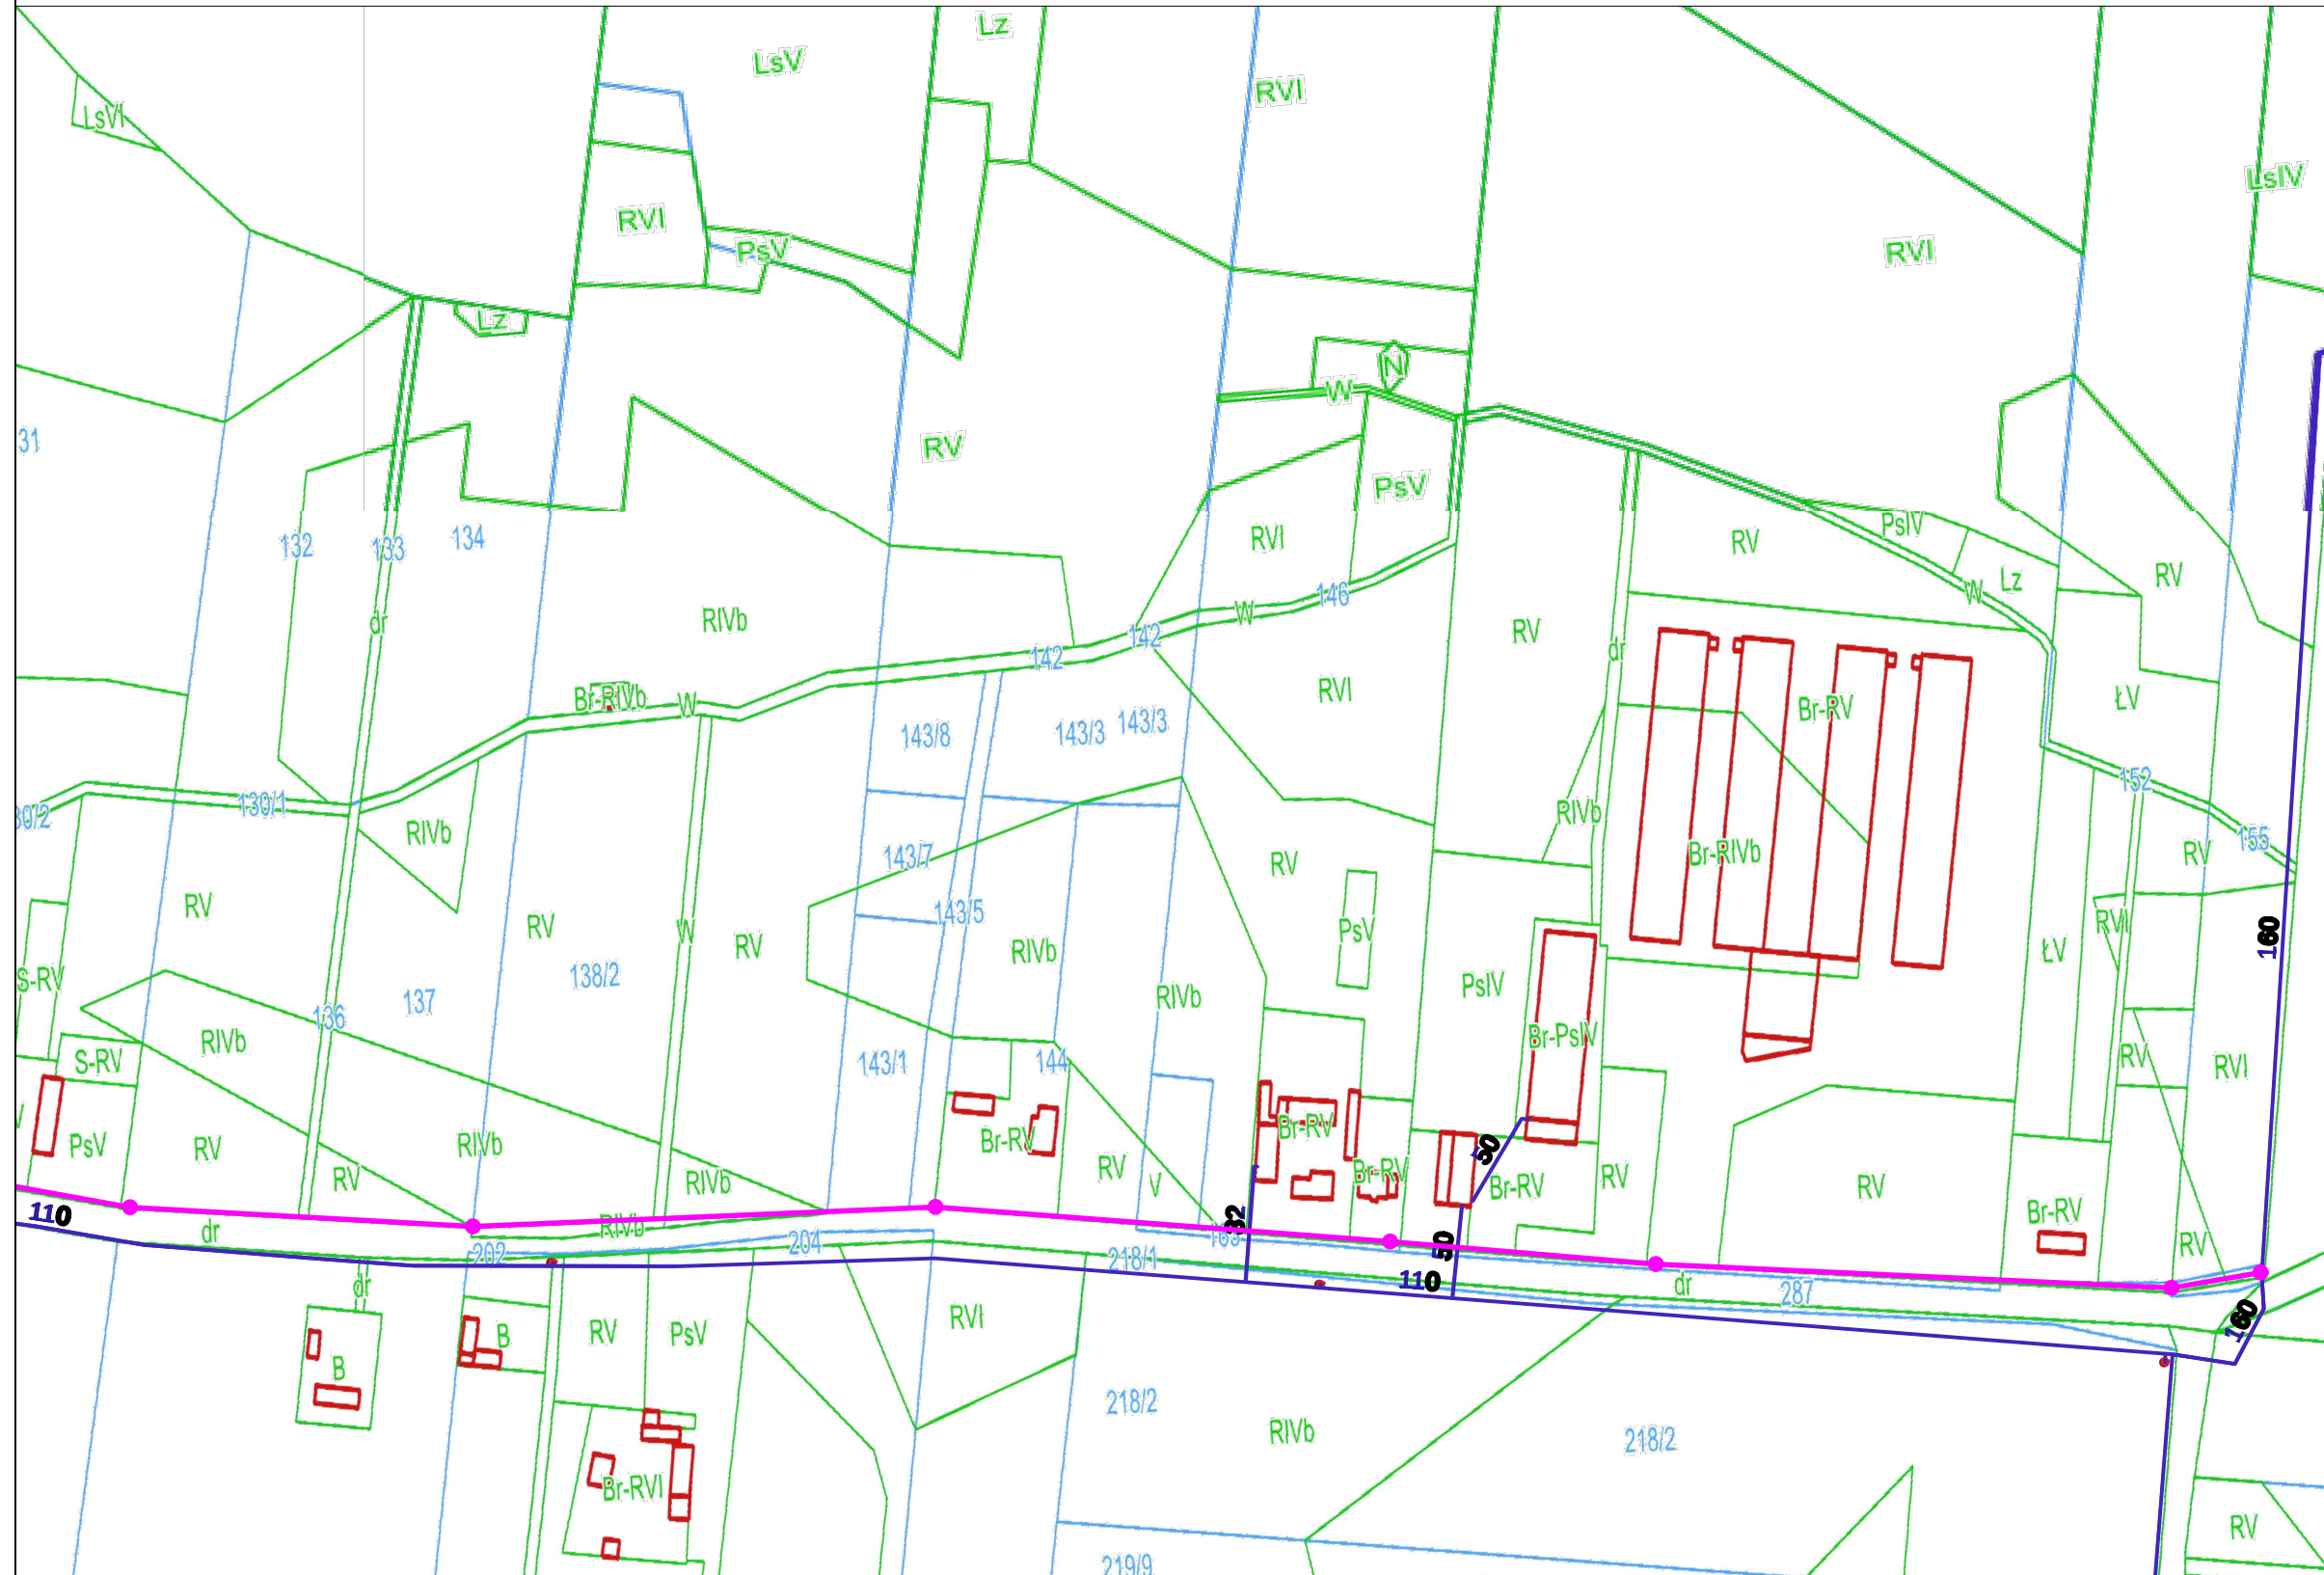 Lz
LsV
RVI
LsVI
LsIV
RVI
PsV
RVI
Lz
N
W
31
RV
PsV
132
133
134
RVI
RV
PsIV
RV
Lz
W
146
W
142
142
RIVb
dr
RV
dr
RVI
Br-RIVb
W
143/8
143/3
143/3
Br-RV
ŁV
152
130/1
RIVb
RIVb
155
RV
143/7
RV
Br-RIVb
RV
143/5
RV
W
RV
PsV
RVI
160
RIVb
ŁV
S-RV
138/2
137
RIVb
PsIV
136
RIVb
Br-PsIV
S-RV
143/1
144
RV
RVI
PsV
RV
RIVb
Br-RV
Br-RV
50
RV
RV
RIVb
V
Br-RV
Br-RV
RV
RV
110
dr
RIVb
32
Br-RV
202
204
218/1
50
RV
dr
110
dr
287
160
B
B
RV
PsV
RVI
218/2
RIVb
218/2
Br-RVI
RV
219/9